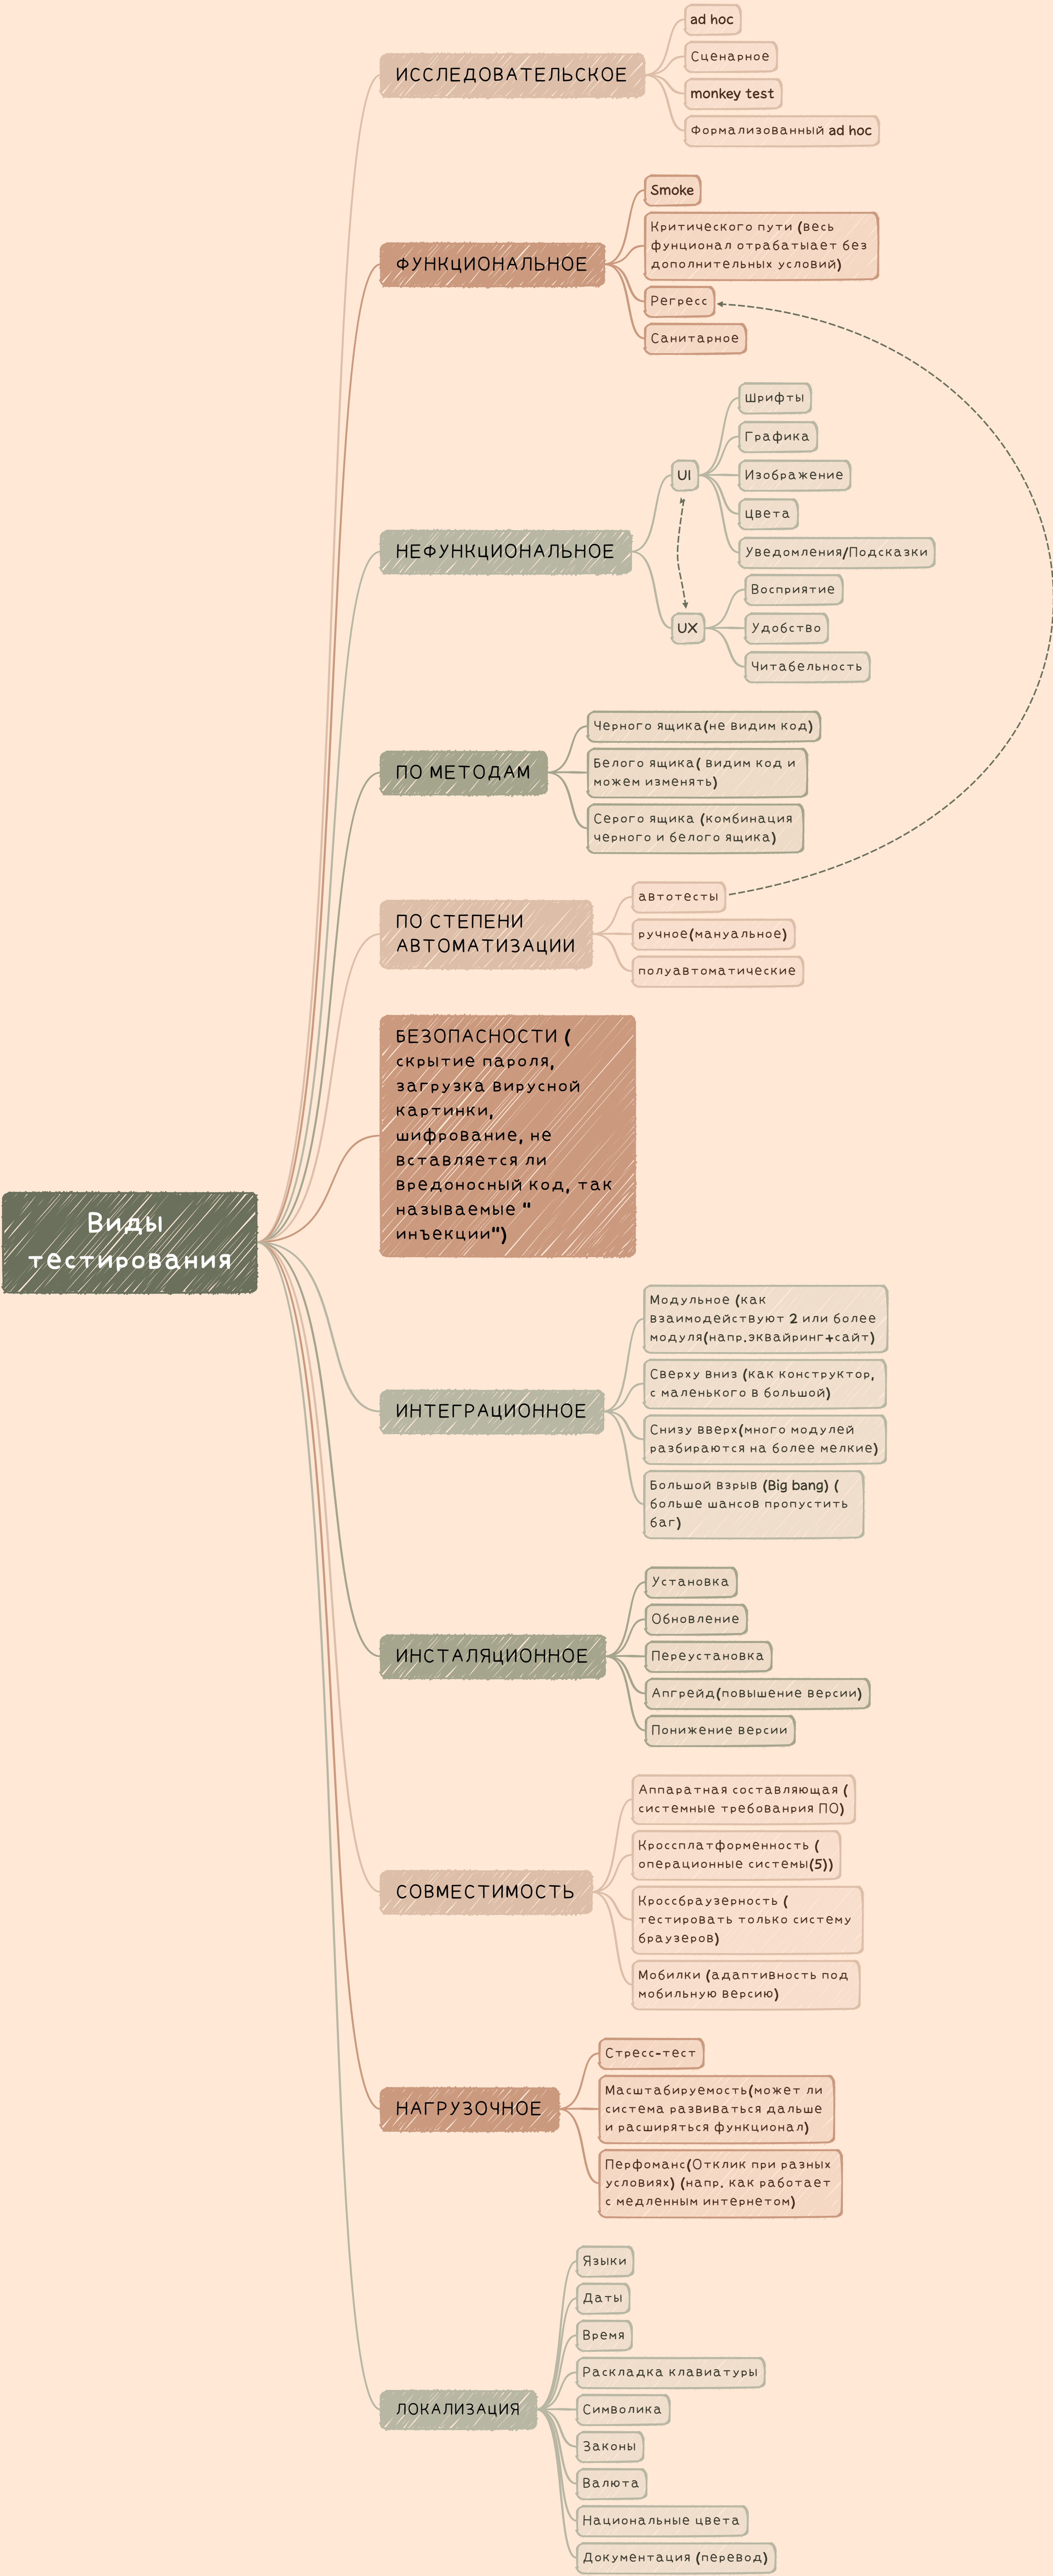 Виды
тестирования
ИССЛЕДОВАТЕЛЬСКОЕ
ad hoc
Сценарное
monkey test
Формализованный ad hoc
ФУНКЦИОНАЛЬНОЕ
Smoke
Критического пути (весь
фунционал отрабатыает без
дополнительных условий)
Регресс
Санитарное
НЕФУНКЦИОНАЛЬНОЕ
UI
Шрифты
Графика
Изображение
Цвета
Уведомления/Подсказки
UX
Восприятие
Удобство
Читабельность
ПО МЕТОДАМ
Черного ящика(не видим код)
Белого ящика( видим код и
можем изменять)
Серого ящика (комбинация
черного и белого ящика)
ПО СТЕПЕНИ
АВТОМАТИЗАЦИИ
автотесты
ручное(мануальное)
полуавтоматические
БЕЗОПАСНОСТИ (
скрытие пароля,
загрузка вирусной
картинки,
шифрование, не
вставляется ли
вредоносный код, так
называемые "
инъекции")
ИНТЕГРАЦИОННОЕ
Модульное (как
взаимодействуют 2 или более
модуля(напр.эквайринг+сайт)
Сверху вниз (как конструктор,
с маленького в большой)
Снизу вверх(много модулей
разбираются на более мелкие)
Большой взрыв (Big bang) (
больше шансов пропустить
баг)
ИНСТАЛЯЦИОННОЕ
Установка
Обновление
Переустановка
Апгрейд(повышение версии)
Понижение версии
СОВМЕСТИМОСТЬ
Аппаратная составляющая (
системные требованрия ПО)
Кроссплатформенность (
операционные системы(5))
Кроссбраузерность (
тестировать только систему
браузеров)
Мобилки (адаптивность под
мобильную версию)
НАГРУЗОЧНОЕ
Стресс-тест
Масштабируемость(может ли
система развиваться дальше
и расширяться функционал)
Перфоманс(Отклик при разных
условиях) (напр. как работает
с медленным интернетом)
ЛОКАЛИЗАЦИЯ
Языки
Даты
Время
Раскладка клавиатуры
Символика
Законы
Валюта
Национальные цвета
Документация (перевод)